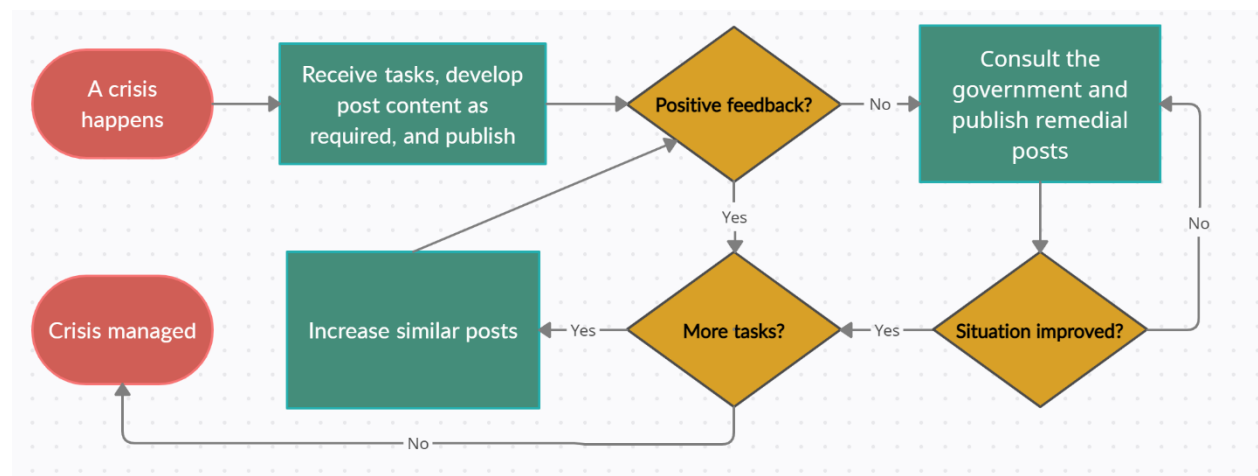 A crisis
happens
Receive tasks, develop
post content as
required, and publish
Positive feedback?
No
Consult the
government and
publish remedial
posts
Yes
No
Crisis managed
Increase similar posts
Yes
More tasks?
Yes
Situation improved?
No